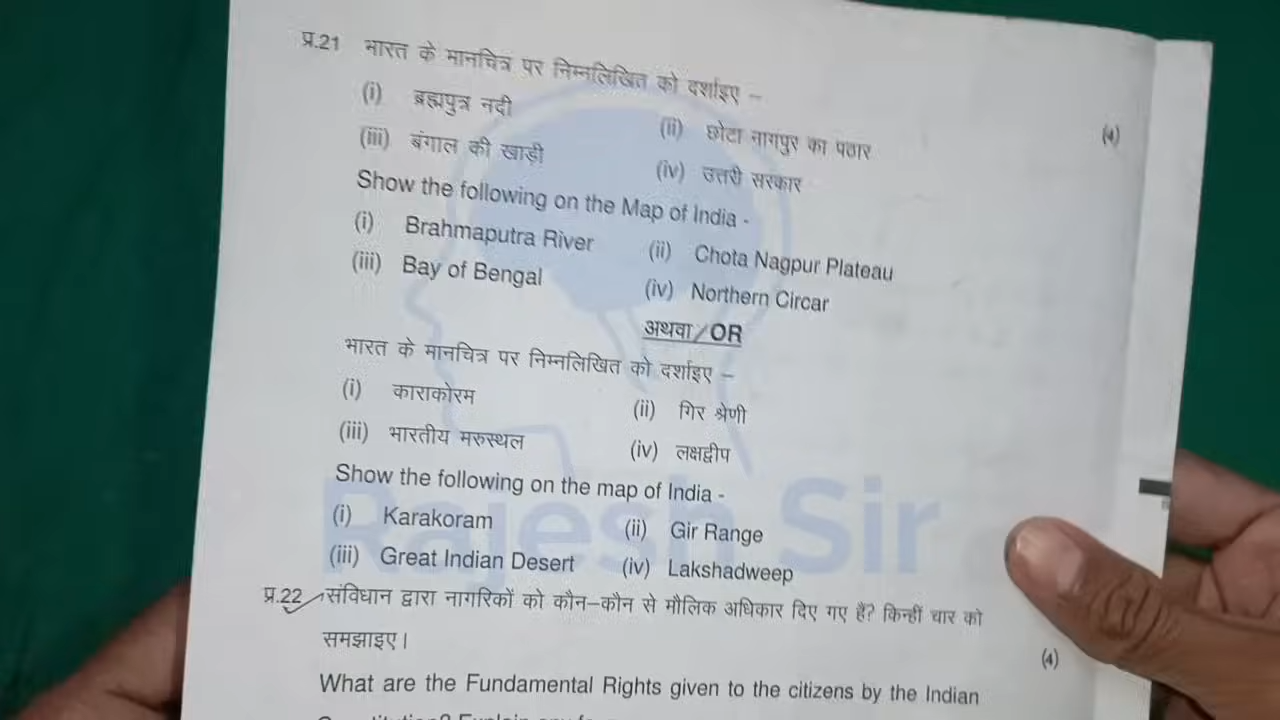 प्र.21 भारत के मानचित्र पर निम्नलिखित को दर्शाइए –
(i) ब्रह्मपुत्र नदी (ii) छोटा नागपुर का पठार (4)
(iii) बंगाल की खाड़ी (iv) उत्तरी सरकार
Show the following on the Map of India -
(i) Brahmaputra River (ii) Chota Nagpur Plateau
(iii) Bay of Bengal (iv) Northern Circar
अथवा/OR
भारत के मानचित्र पर निम्नलिखित को दर्शाइए –
(i) काराकोरम (ii) गिर श्रेणी
(iii) भारतीय मरुस्थल (iv) लक्षद्वीप
Show the following on the map of India -
(i) Karakoram (ii) Gir Range
(iii) Great Indian Desert (iv) Lakshadweep
Rajesh Sir
प्र.22 संविधान द्वारा नागरिकों को कौन–कौन से मौलिक अधिकार दिए गए हैं? किन्हीं चार को
समझाइए। (4)
What are the Fundamental Rights given to the citizens by the Indian